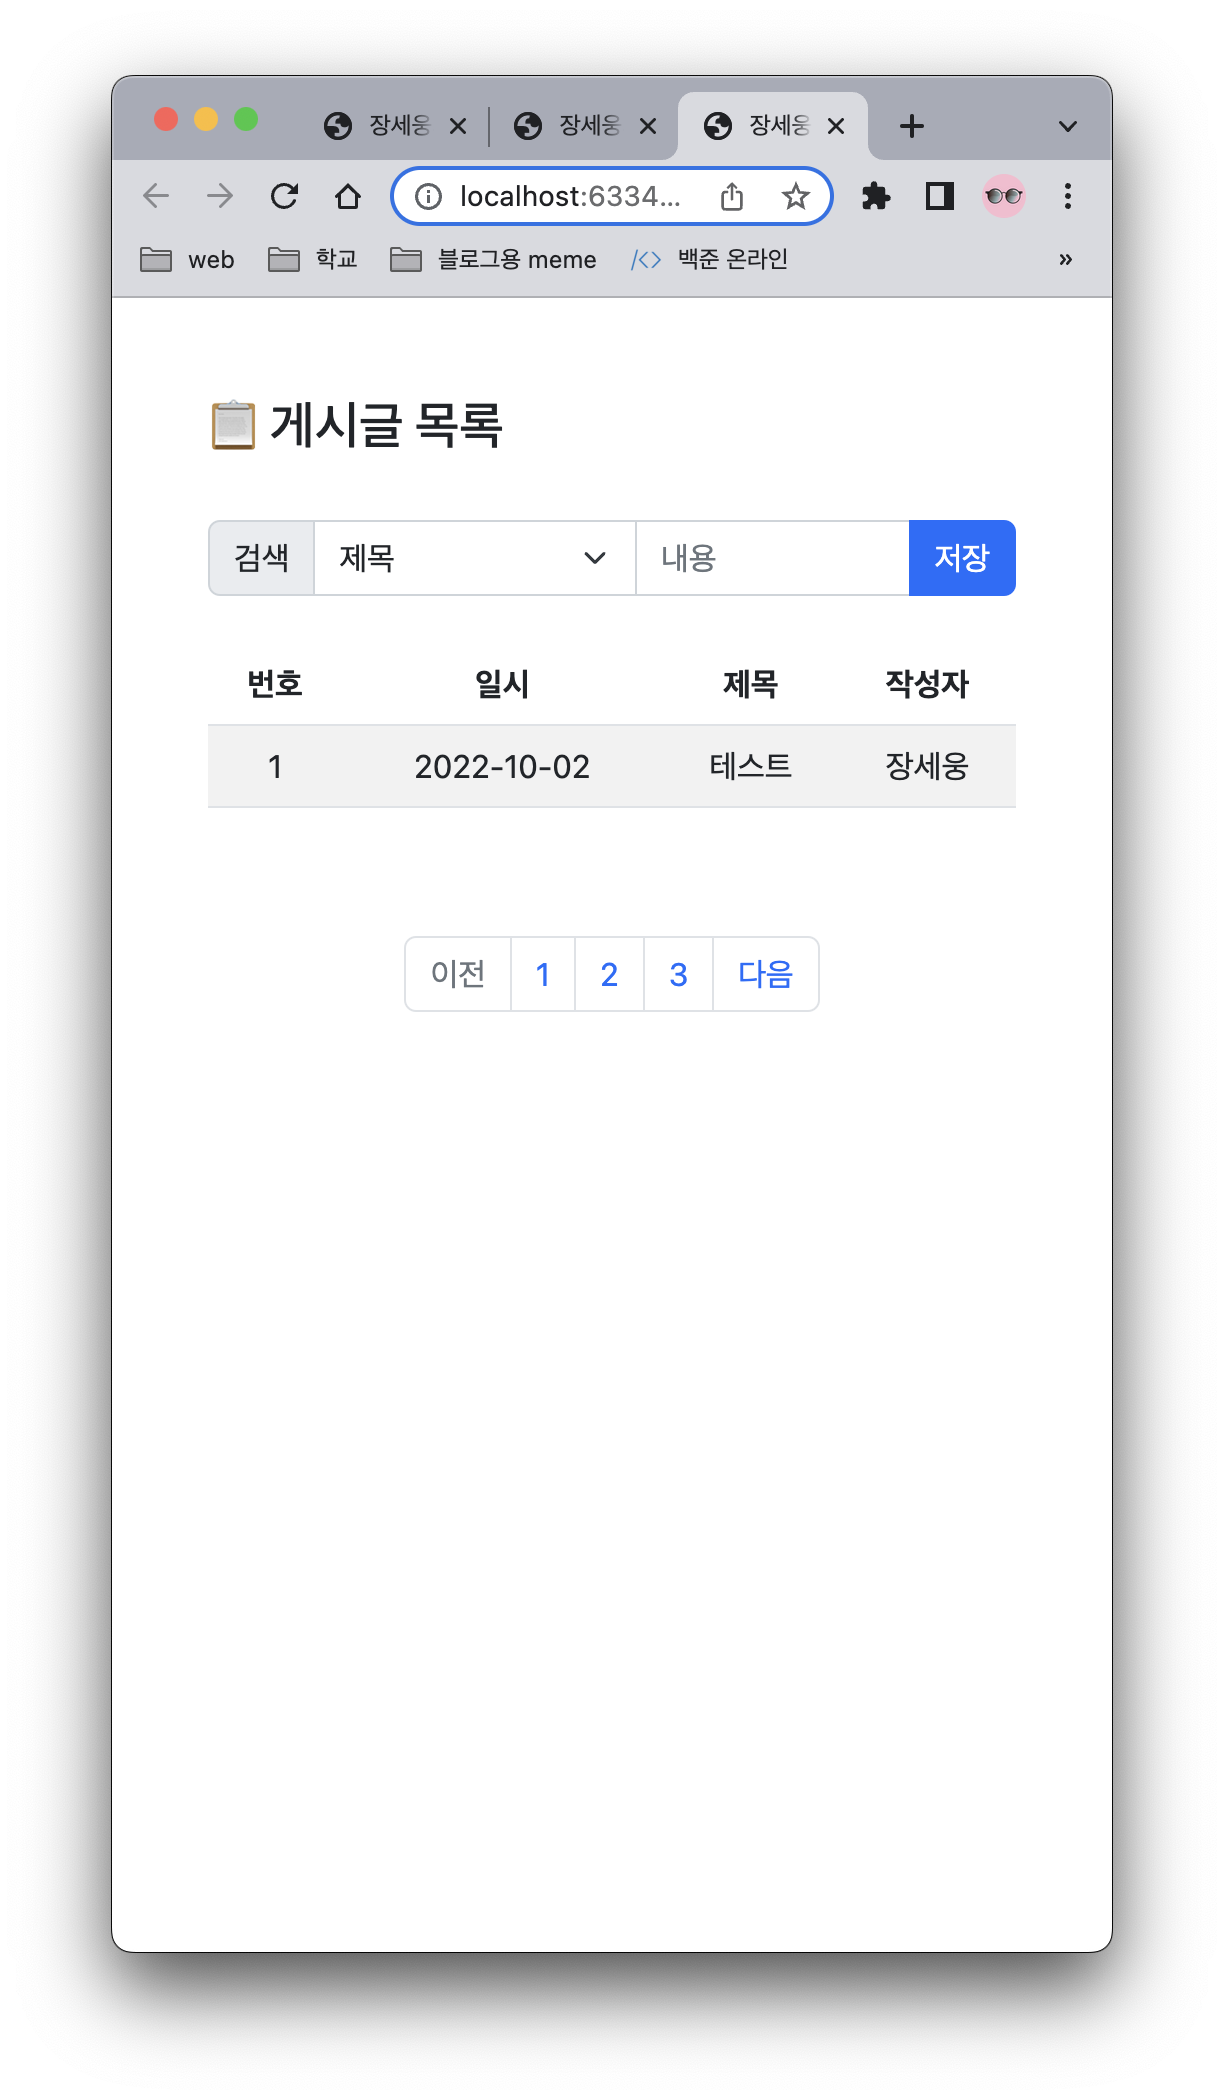 장세웅 장세웅 장세웅
localhost:6334...
web 학교 블로그용 meme 백준 온라인 »
게시글 목록
검색 제목 내용 저장
번호 일시 제목 작성자
1 2022-10-02 테스트 장세웅
이전 1 2 3 다음